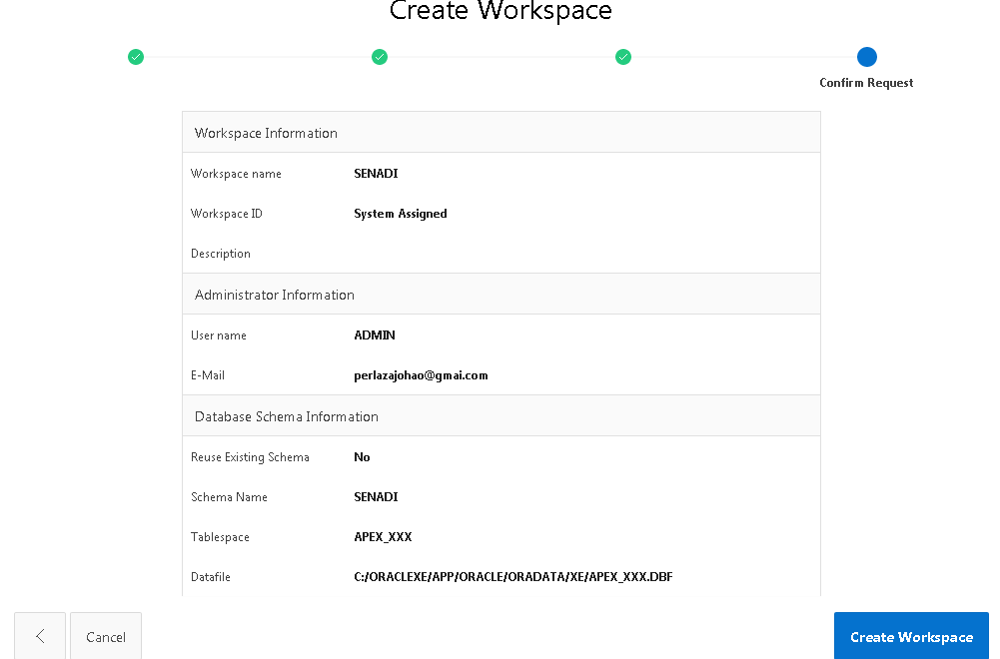 Create Workspace
Confirm Request
Workspace Information
Workspace name SENADI
Workspace ID System Assigned
Description
Administrator Information
User name ADMIN
E-Mail perlazajohao@gmai.com
Database Schema Information
Reuse Existing Schema No
Schema Name SENADI
Tablespace APEX_XXX
Datafile C:/ORACLEXE/APP/ORACLE/ORADATA/XE/APEX_XXX.DBF
Cancel Create Workspace